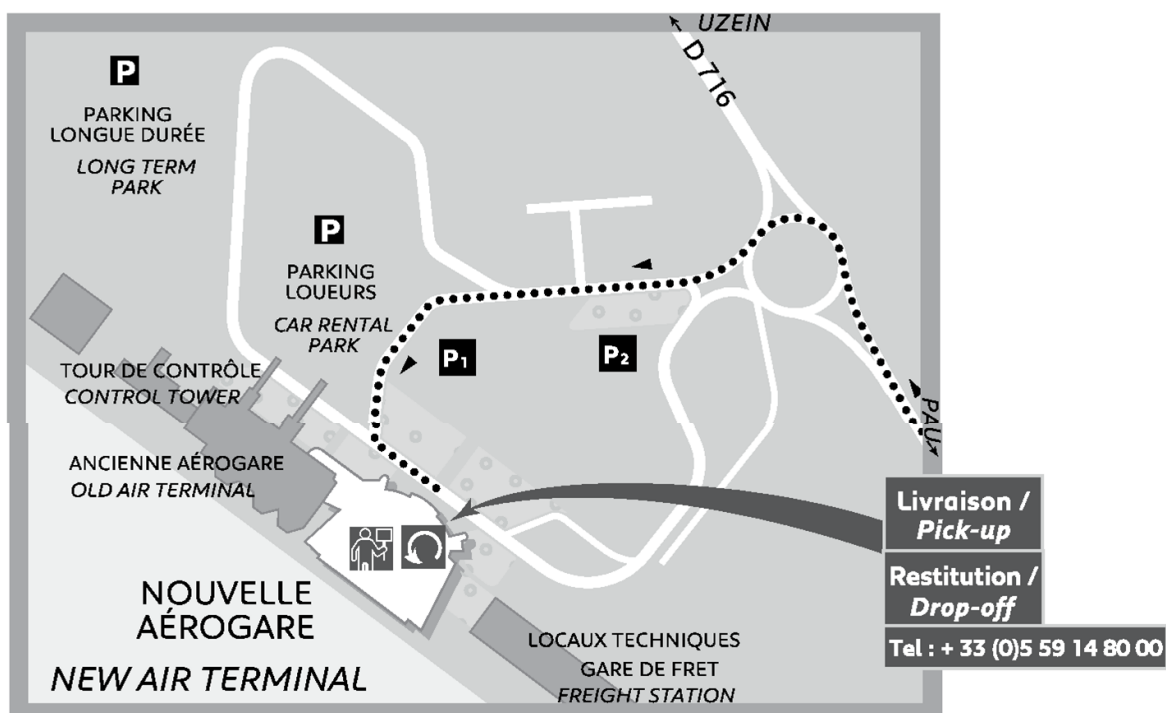 UZEIN
D 716
P
PARKING
LONGUE DURÉE
LONG TERM
PARK
P
PARKING
LOUEURS
CAR RENTAL
PARK
P1
P2
TOUR DE CONTRÔLE
CONTROL TOWER
PAU
ANCIENNE AÉROGARE
OLD AIR TERMINAL
Livraison /
Pick-up
Restitution /
Drop-off
Tel : + 33 (0)5 59 14 80 00
NOUVELLE
AÉROGARE
NEW AIR TERMINAL
LOCAUX TECHNIQUES
GARE DE FRET
FREIGHT STATION